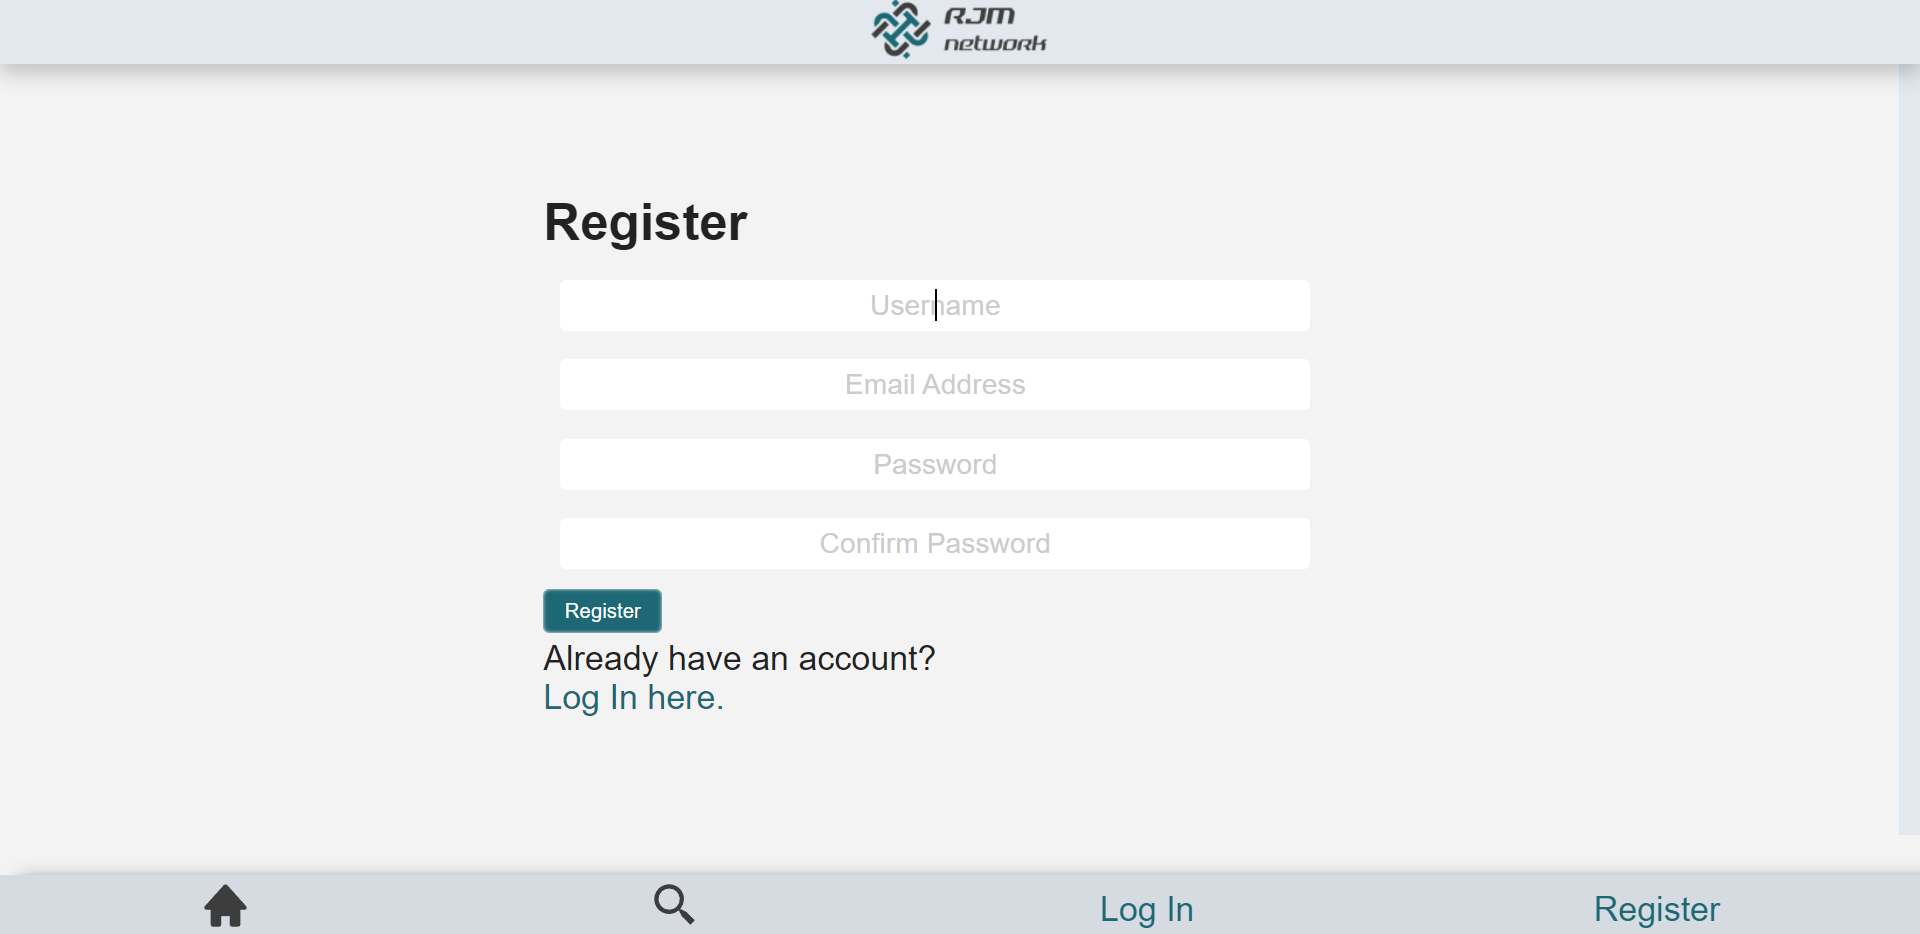 RJM
network
Register
Username
Email Address
Password
Confirm Password
Register
Already have an account?
Log In here.
Log In
Register